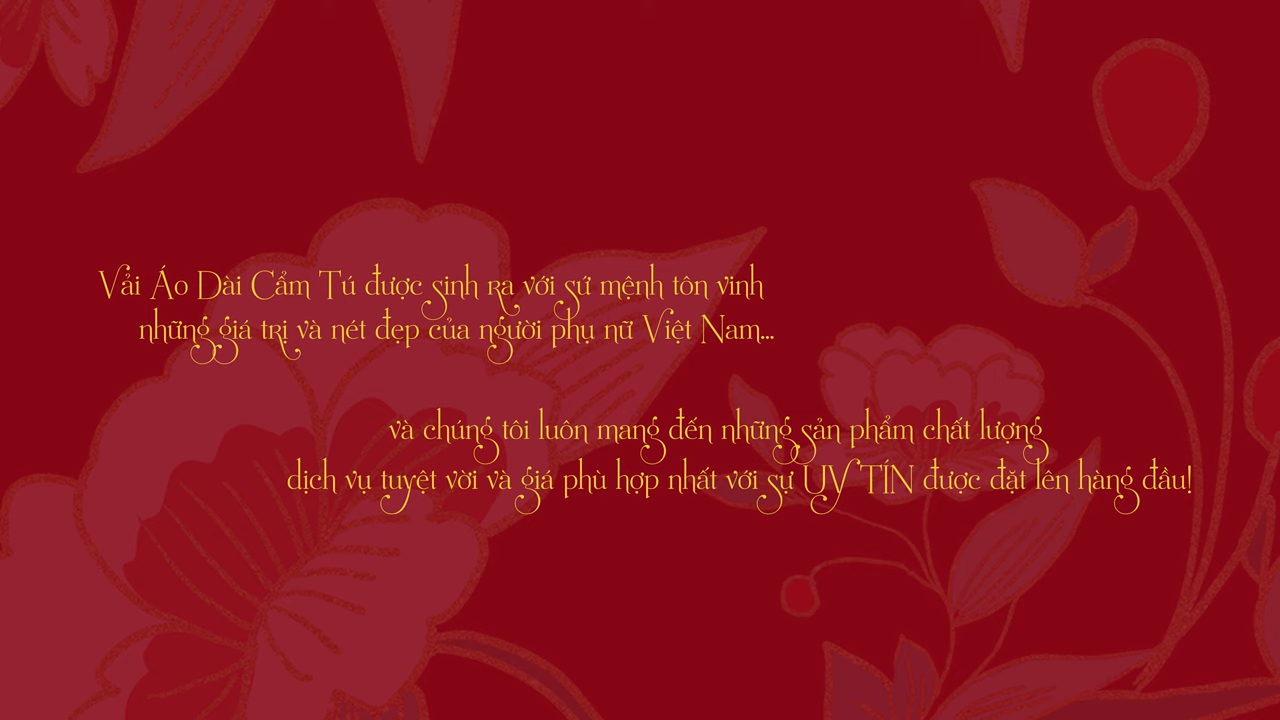 Vải Áo Dài Cẩm Tú được sinh ra với sứ mệnh tôn vinh
những giá trị và nét đẹp của người phụ nữ Việt Nam...
và chúng tôi luôn mang đến những sản phẩm chất lượng
dịch vụ tuyệt vời và giá phù hợp nhất với sự UY TÍN được đặt lên hàng đầu!